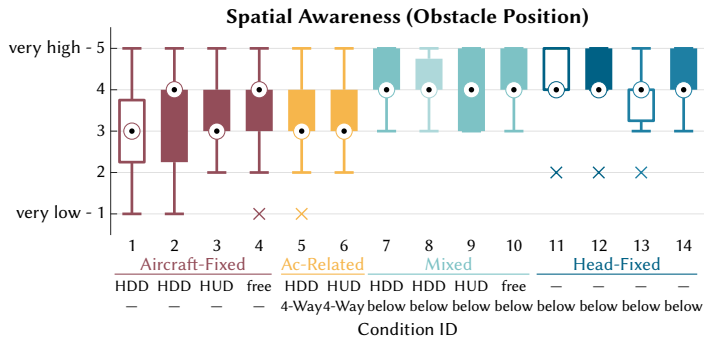 Spatial Awareness (Obstacle Position)
very high - 5
4
3
2
very low - 1
1 2 3 4 5 6 7 8 9 10 11 12 13 14
Aircraft-Fixed Ac-Related Mixed Head-Fixed
HDD HDD HUD free HDD HUD HDD HDD HUD free — — — —
— — — — 4-Way 4-Way below below below below below below below below
Condition ID